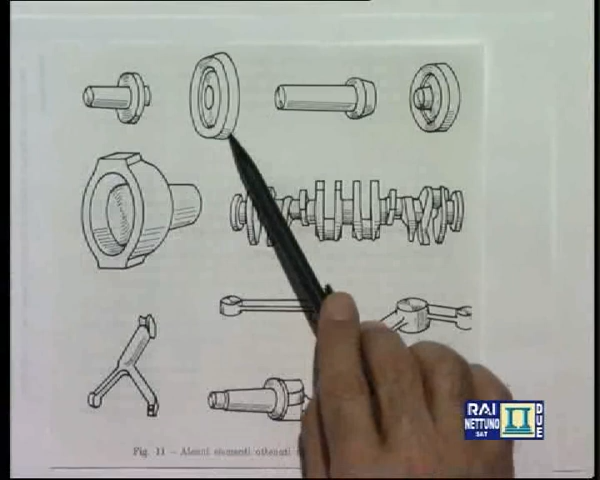 Fig. 11 – Alcuni elementi ottenuti
RAI
NETTUNO
SAT
DUE